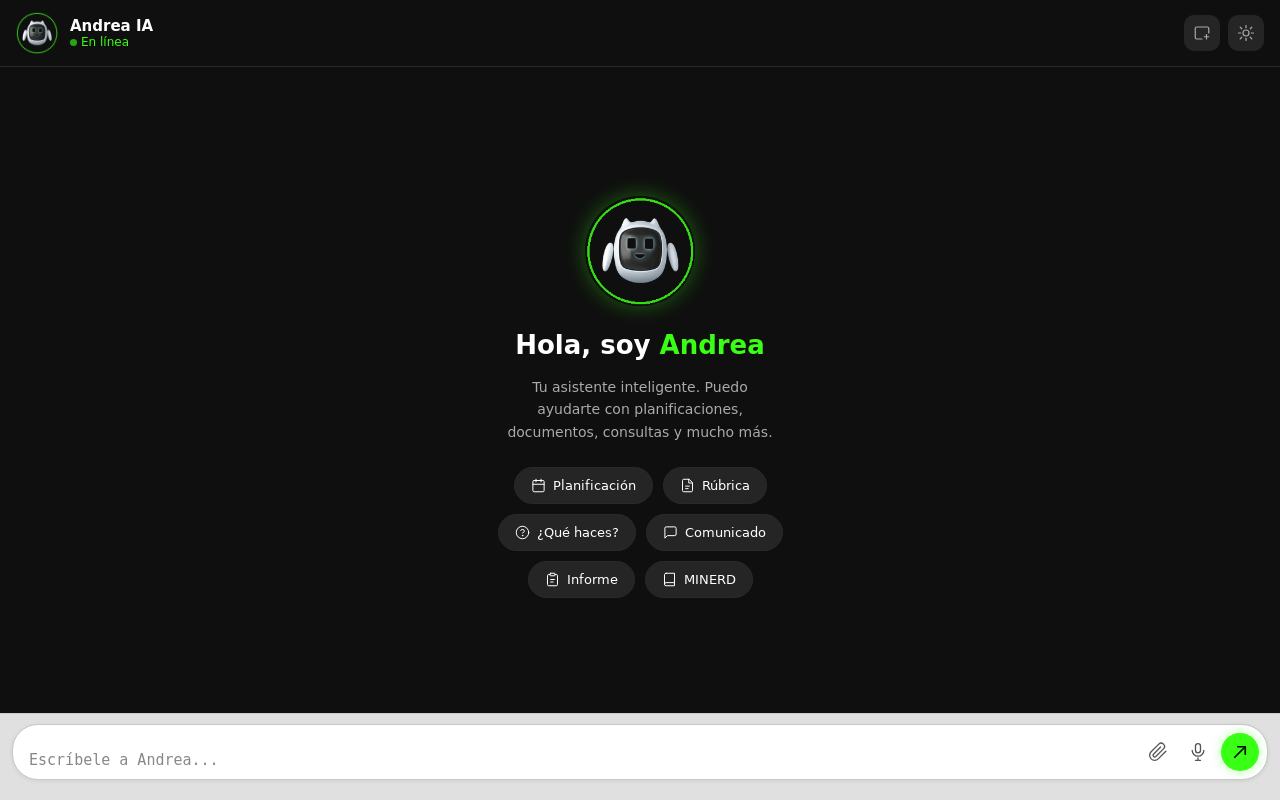 Andrea IA
En línea
Hola, soy Andrea
Tu asistente inteligente. Puedo
ayudarte con planificaciones,
documentos, consultas y mucho más.
Planificación
Rúbrica
¿Qué haces?
Comunicado
Informe
MINERD
Escríbele a Andrea...